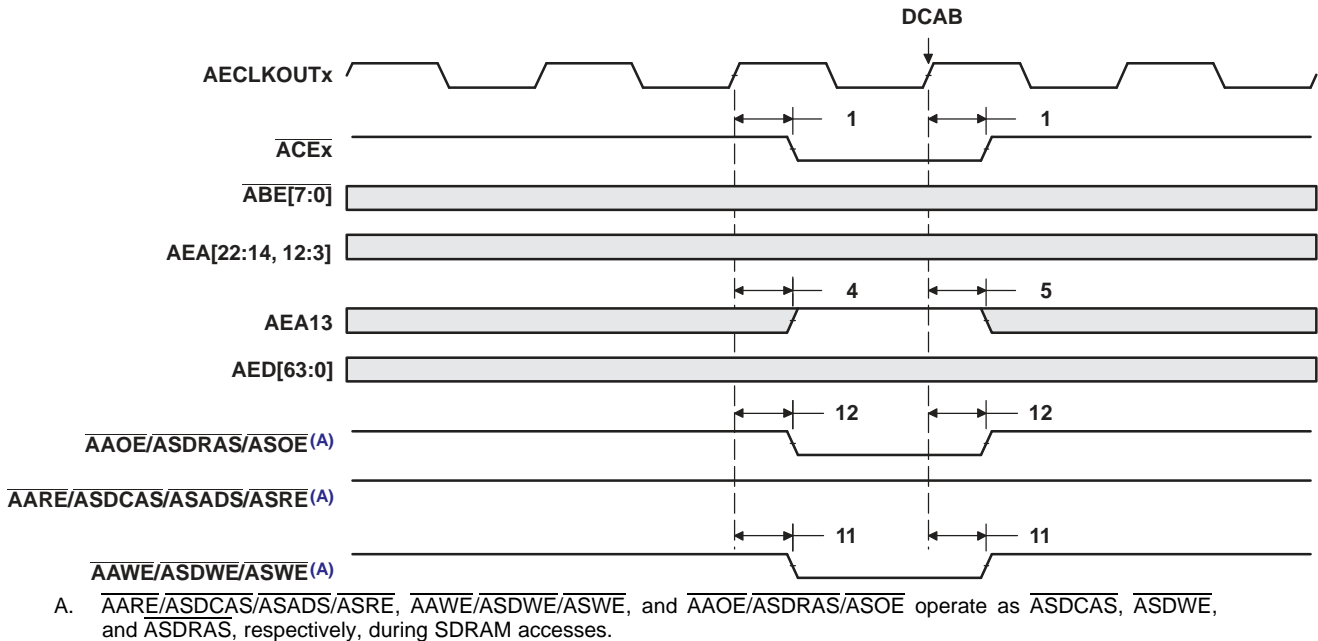 DCAB
AECLKOUTx
1 1
ACEx
ABE[7:0]
AEA[22:14, 12:3]
4 5
AEA13
AED[63:0]
12 12
AAOE/ASDRAS/ASOE(A)
AARE/ASDCAS/ASADS/ASRE(A)
11 11
AAWE/ASDWE/ASWE(A)
A. AARE/ASDCAS/ASADS/ASRE, AAWE/ASDWE/ASWE, and AAOE/ASDRAS/ASOE operate as ASDCAS, ASDWE,
and ASDRAS, respectively, during SDRAM accesses.